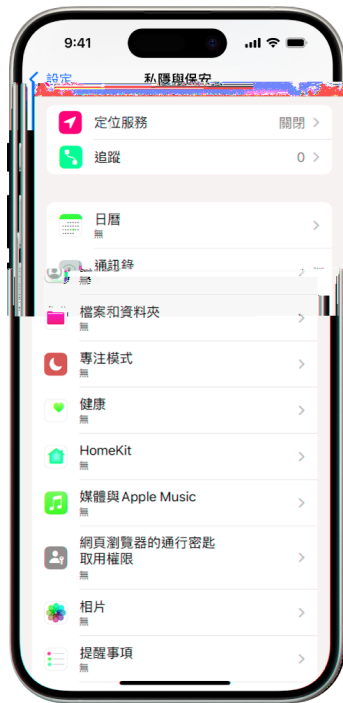 9:41
設定
私隱與保安
定位服務 關閉
追蹤 0
日曆
無
通訊錄
無
檔案和資料夾
無
專注模式
無
健康
無
HomeKit
無
媒體與 Apple Music
無
網頁瀏覽器的通行密匙
取用權限
無
相片
無
提醒事項
無